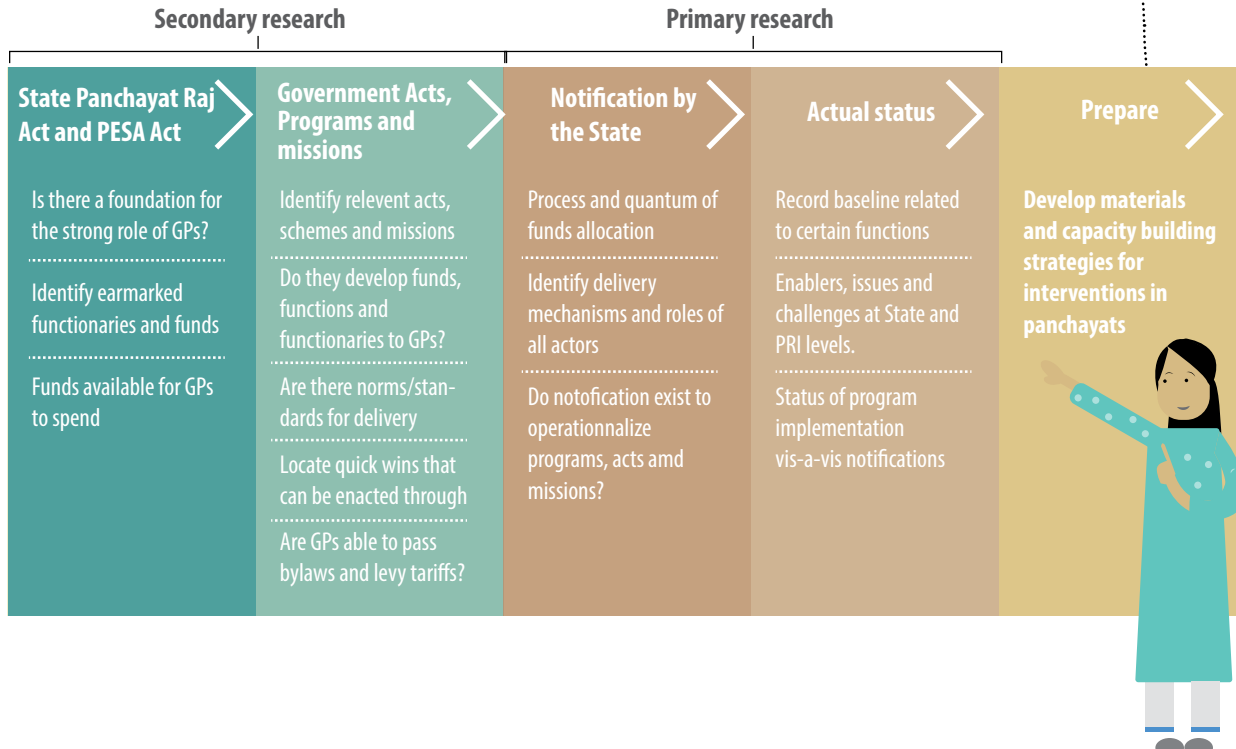 Secondary research
Primary research
State Panchayat Raj
Act and PESA Act
Is there a foundation for
the strong role of GPs?
Identify earmarked
functionaries and funds
Funds available for GPs
to spend
Government Acts,
Programs and
missions
Identify relevent acts,
schemes and missions
Do they develop funds,
functions and
functionaries to GPs?
Are there norms/stan-
dards for delivery
Locate quick wins that
can be enacted through
Are GPs able to pass
bylaws and levy tariffs?
Notification by
the State
Process and quantum of
funds allocation
Identify delivery
mechanisms and roles of
all actors
Do notofication exist to
operationnalize
programs, acts amd
missions?
Actual status
Record baseline related
to certain functions
Enablers, issues and
challenges at State and
PRI levels.
Status of program
implementation
vis-a-vis notifications
Prepare
Develop materials
and capacity building
strategies for
interventions in
panchayats